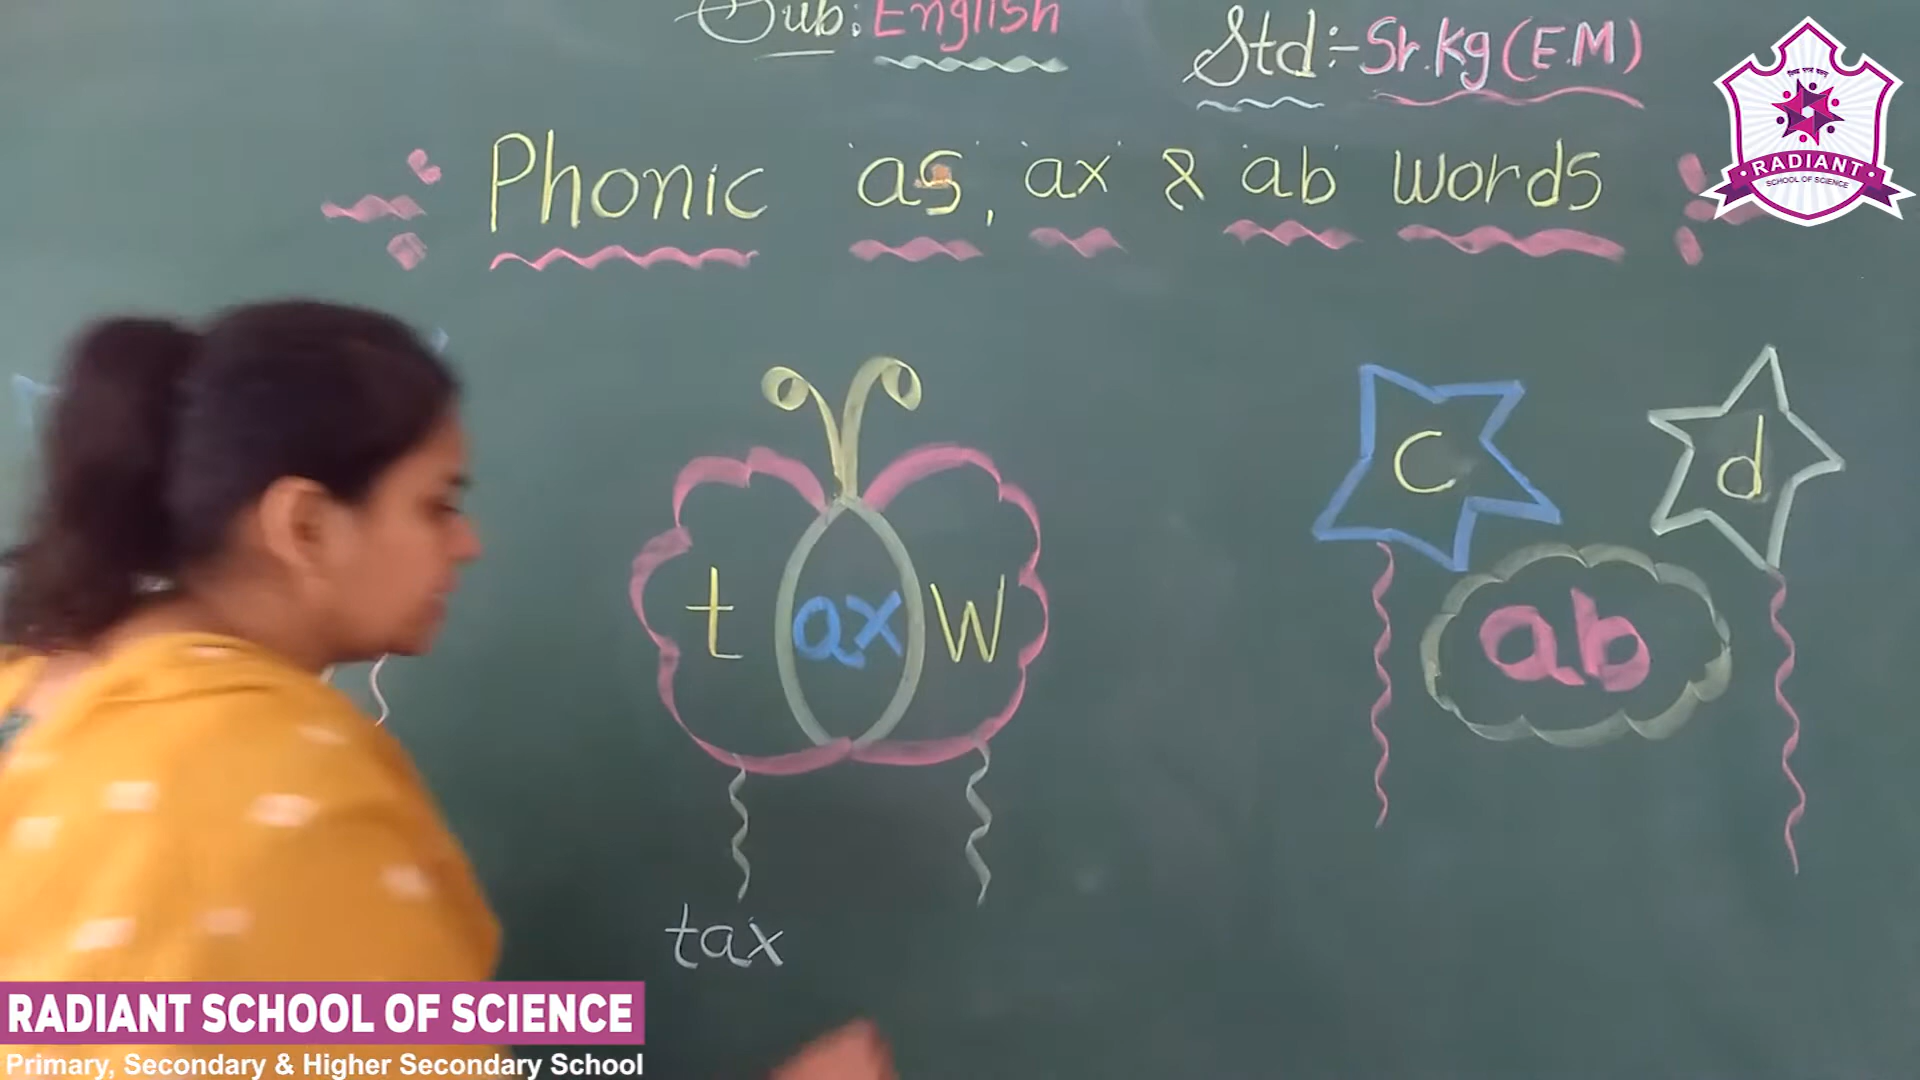 Sub: English
Std:- Sr.Kg (E.M)
Phonic 'as', 'ax' & 'ab' words
RADIANT
SCHOOL OF SCIENCE
c
d
t ax w
ab
tax
RADIANT SCHOOL OF SCIENCE
Primary, Secondary & Higher Secondary School